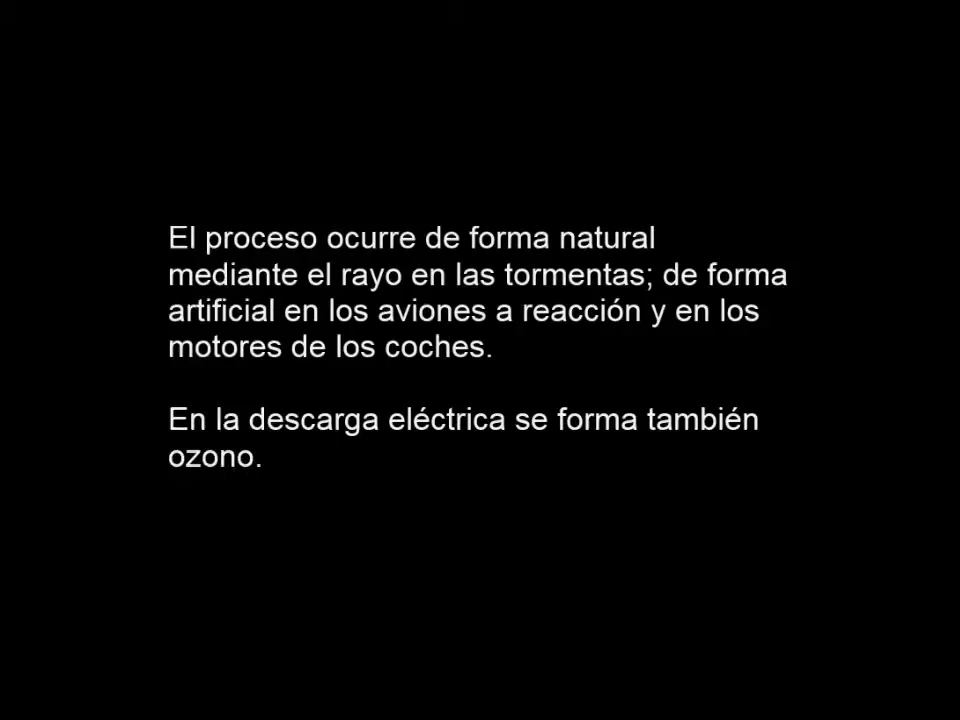 El proceso ocurre de forma natural
mediante el rayo en las tormentas; de forma
artificial en los aviones a reacción y en los
motores de los coches.
En la descarga eléctrica se forma también
ozono.